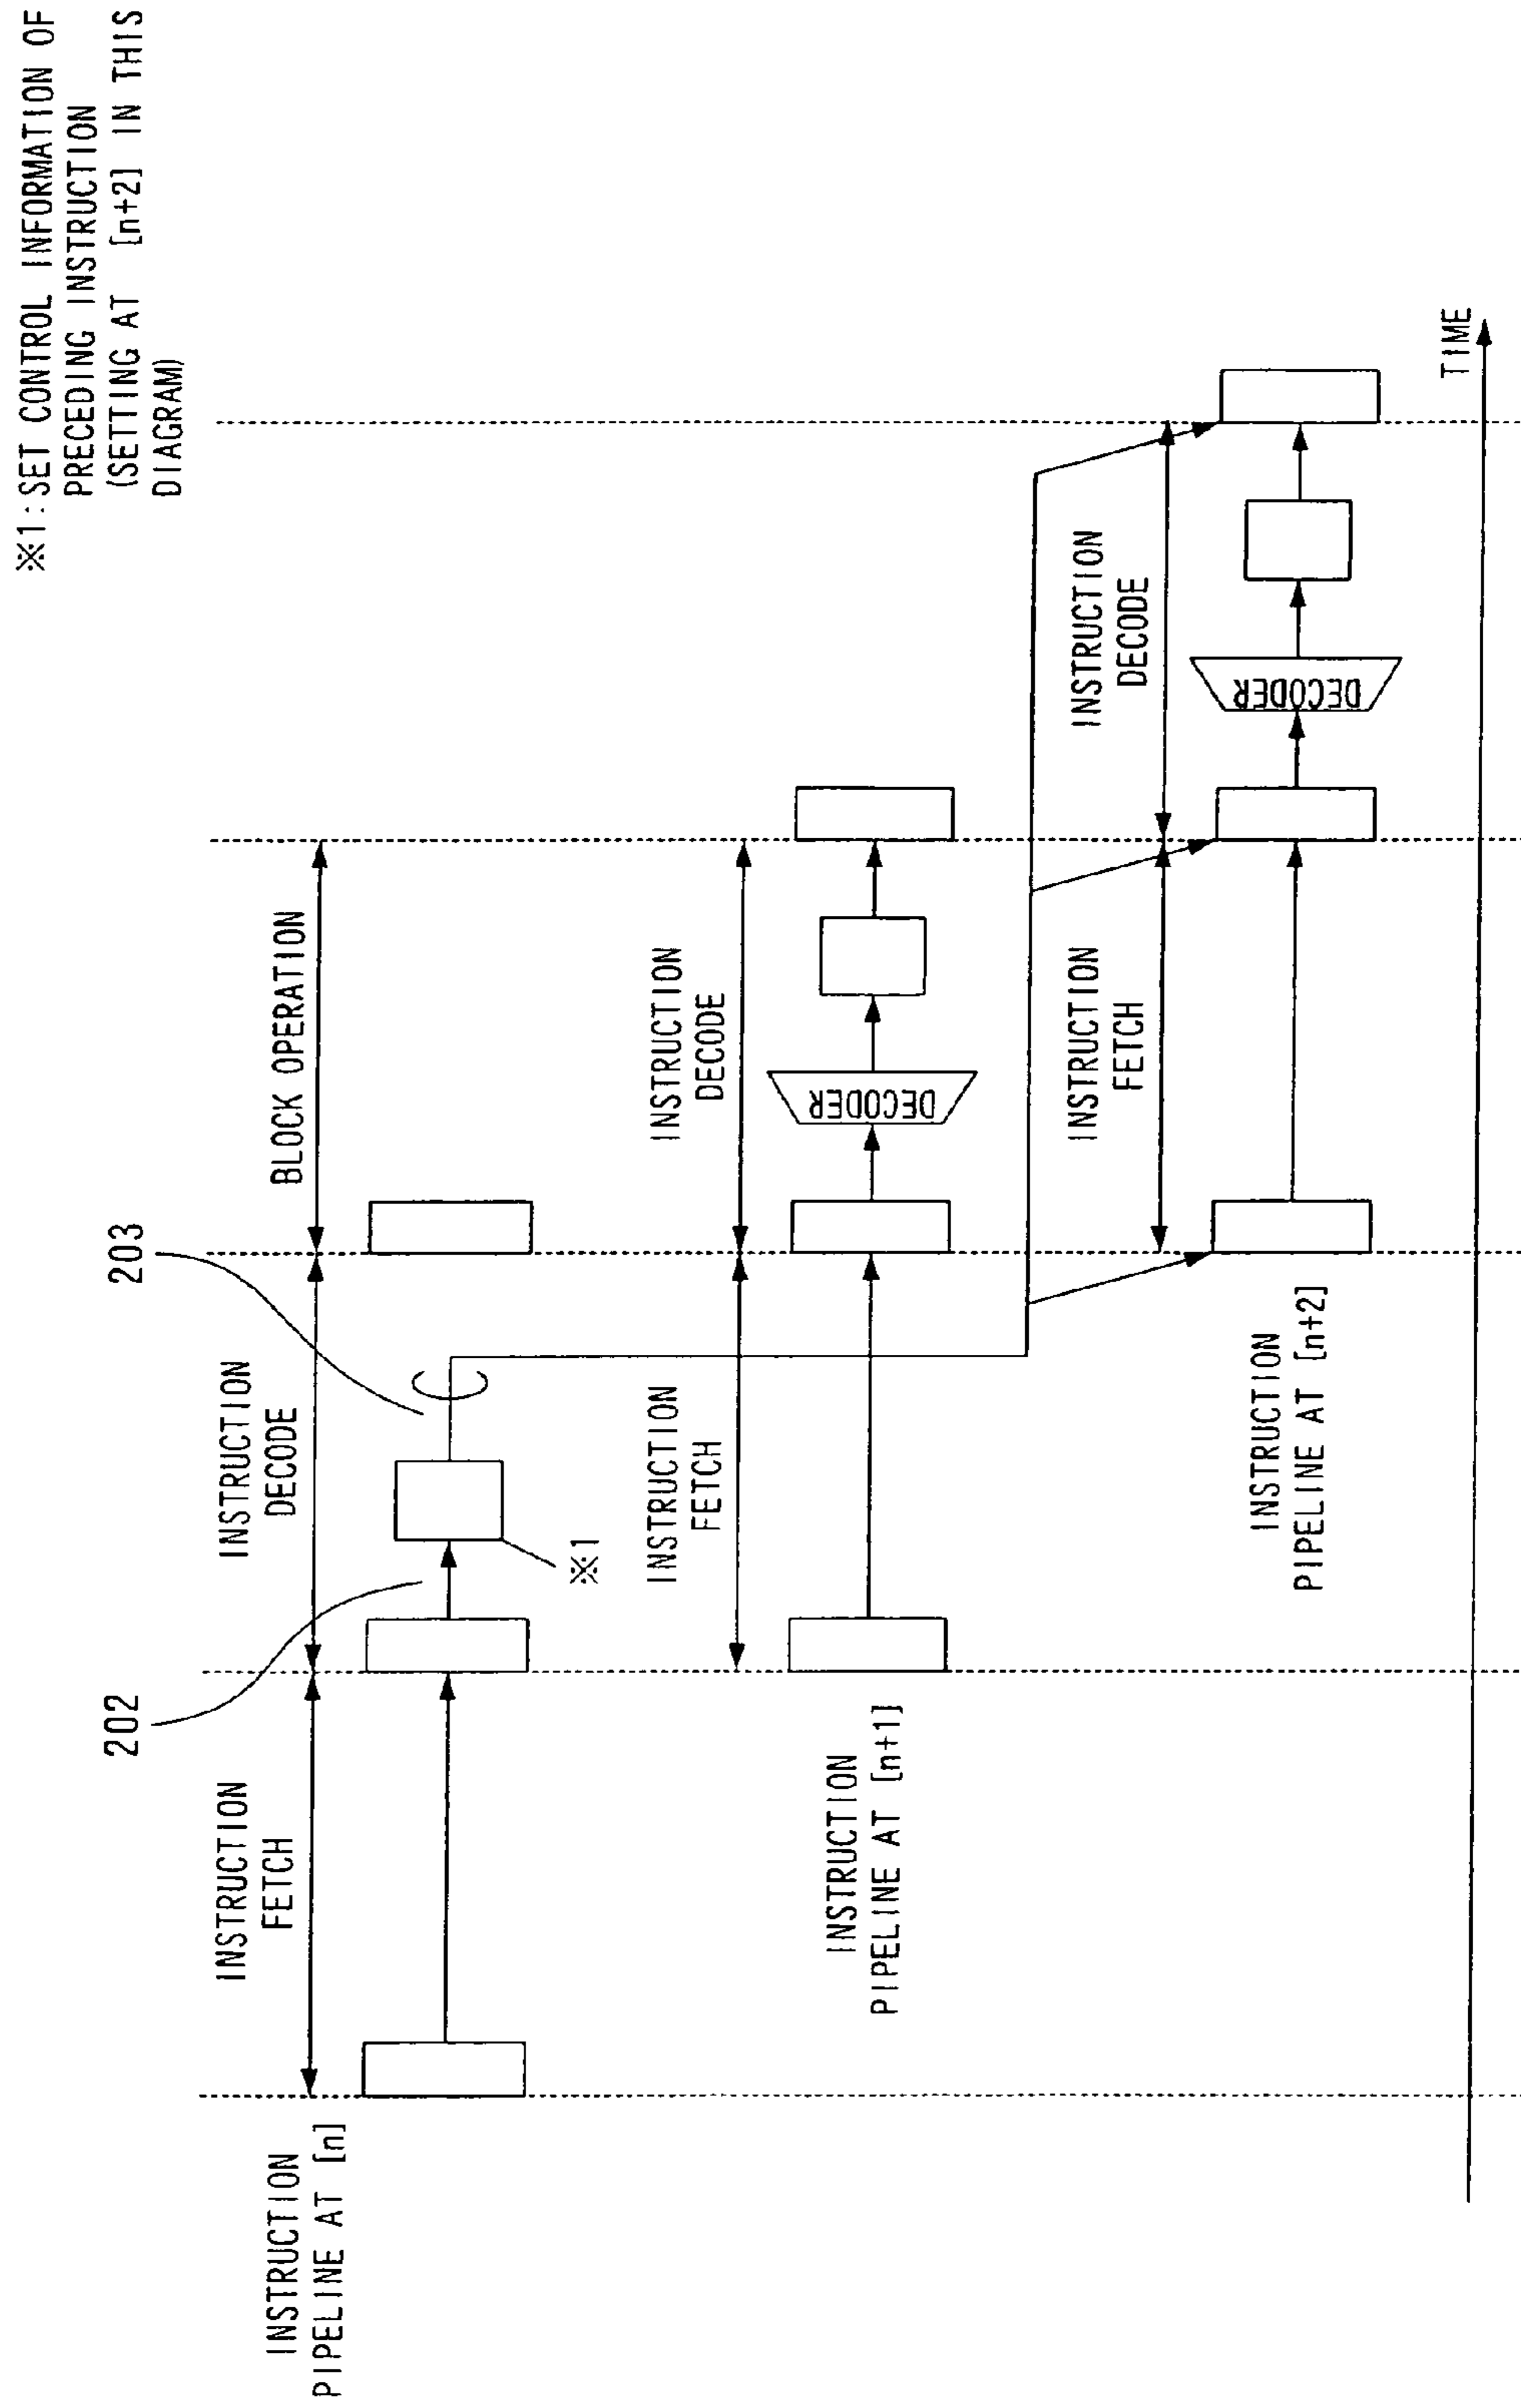 ※1:SET CONTROL INFORMATION OF
PRECEDING INSTRUCTION
(SETTING AT [n+2] IN THIS
DIAGRAM)
202
203
INSTRUCTION
PIPELINE AT [n]
INSTRUCTION
FETCH
INSTRUCTION
DECODE
BLOCK OPERATION
※1
INSTRUCTION
PIPELINE AT [n+1]
INSTRUCTION
FETCH
INSTRUCTION
DECODE
DECODER
INSTRUCTION
PIPELINE AT [n+2]
INSTRUCTION
FETCH
INSTRUCTION
DECODE
DECODER
TIME